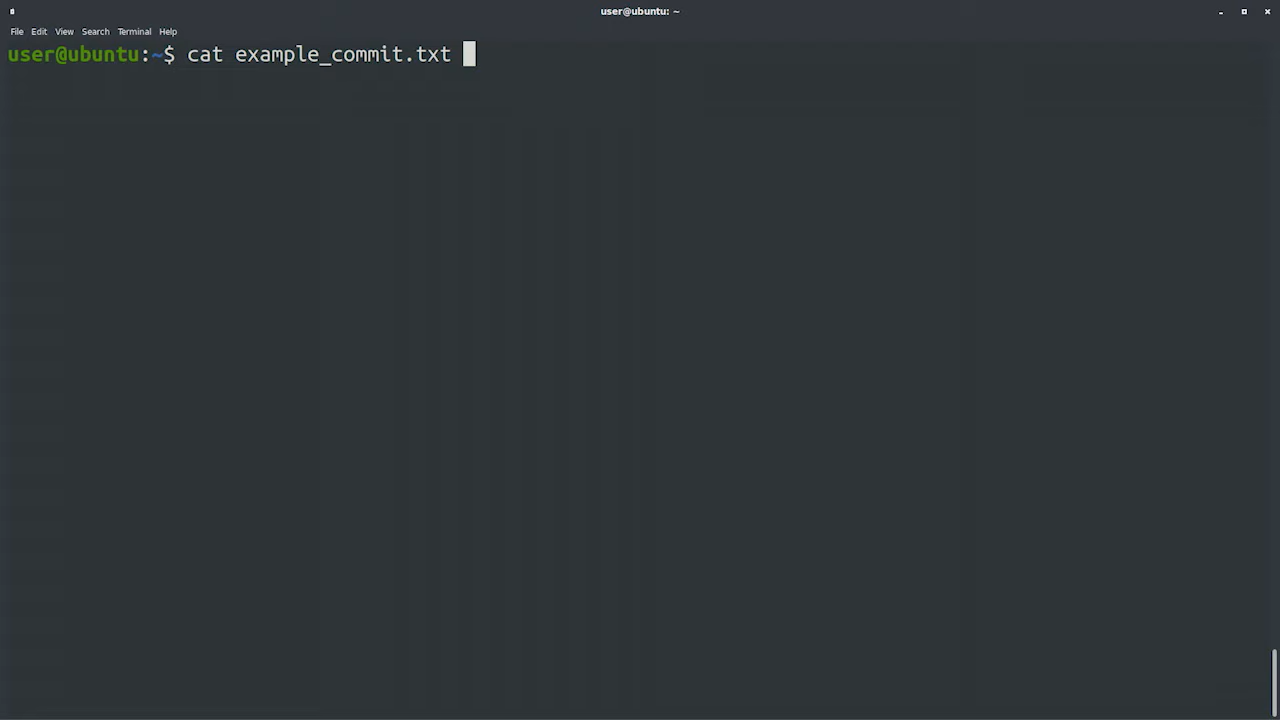 user@ubuntu: ~
File Edit View Search Terminal Help
user@ubuntu:~$ cat example_commit.txt